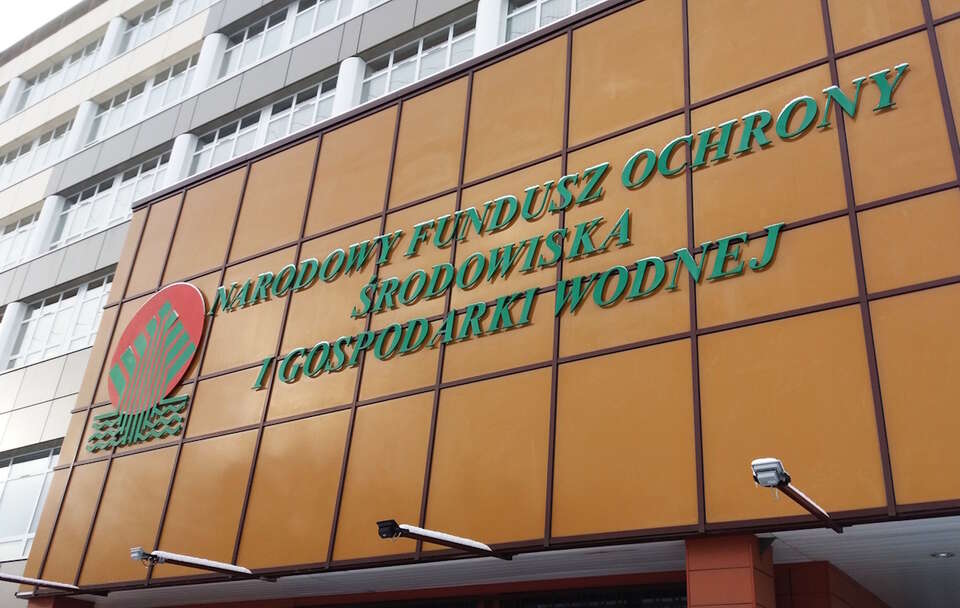 NARODOWY FUNDUSZ OCHRONY
ŚRODOWISKA
I GOSPODARKI WODNEJ